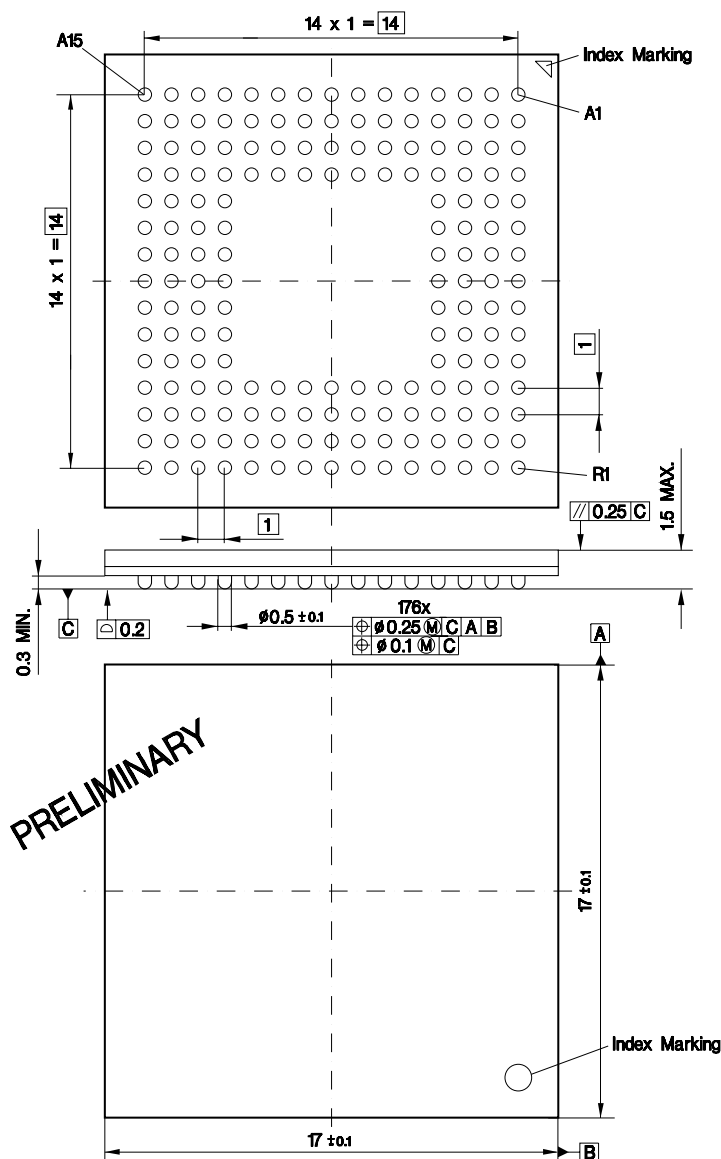 14 x 1 = 14
A15
Index Marking
A1
14 x 1 = 14
1
R1
1
1.5 MAX.
// 0.25 C
0.3 MIN.
C
⌓ 0.2
ø0.5 ±0.1
176x
⌖ ø0.25 Ⓜ C A B
⌖ ø0.1 Ⓜ C
A
PRELIMINARY
17 ±0.1
Index Marking
17 ±0.1
B